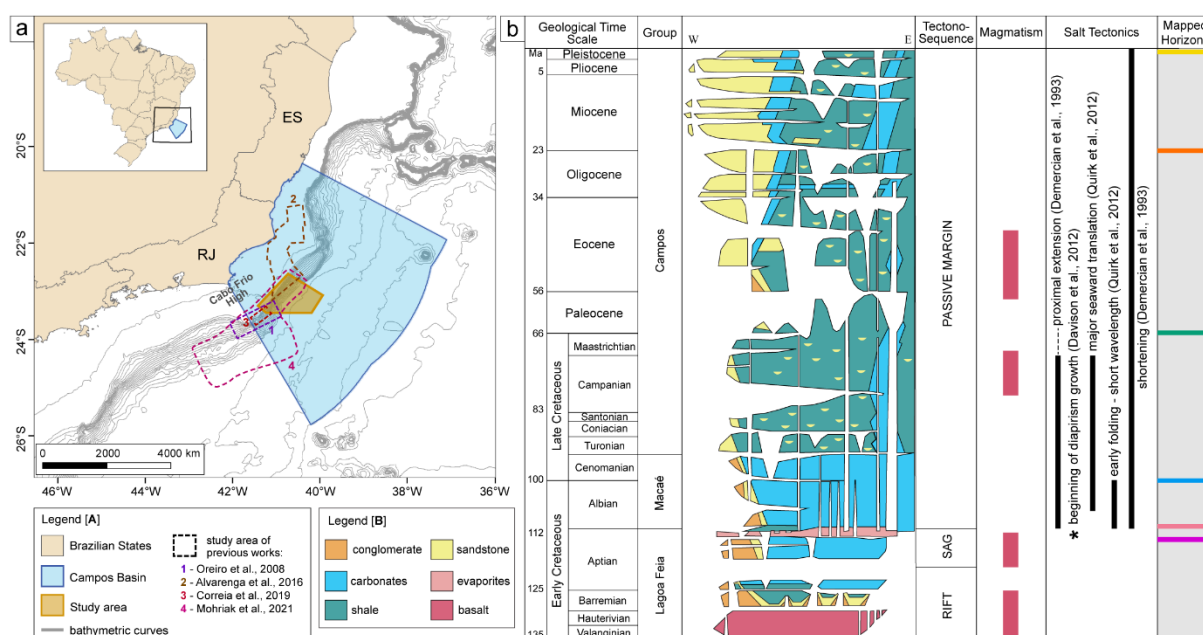 a
ES
RJ
Cabo Frio
High
2
3
1
4
20°S
22°S
24°S
26°S
0 2000 4000 km
46°W 44°W 42°W 40°W 38°W 36°W
Legend [A]
Brazilian States
Campos Basin
Study area
bathymetric curves
study area of
previous works:
1 - Oreiro et al., 2008
2 - Alvarenga et al., 2016
3 - Correia et al., 2019
4 - Mohriak et al., 2021
Legend [B]
conglomerate
sandstone
carbonates
evaporites
shale
basalt
b
Geological Time
Scale
Group
W
E
Tectono-
Sequence
Magmatism
Salt Tectonics
Mapped
Horizon
Ma
5
23
34
56
66
83
100
112
125
135
Pleistocene
Pliocene
Miocene
Oligocene
Eocene
Paleocene
Late Cretaceous
Maastrichtian
Campanian
Santonian
Coniacian
Turonian
Cenomanian
Early Cretaceous
Albian
Aptian
Barremian
Hauterivian
Valanginian
Campos
Macaé
Lagoa Feia
PASSIVE MARGIN
SAG
RIFT
proximal extension (Demercian et al., 1993)
* beginning of diapirism growth (Davison et al., 2012)
major seaward translation (Quirk et al., 2012)
early folding - short wavelength (Quirk et al., 2012)
shortening (Demercian et al., 1993)